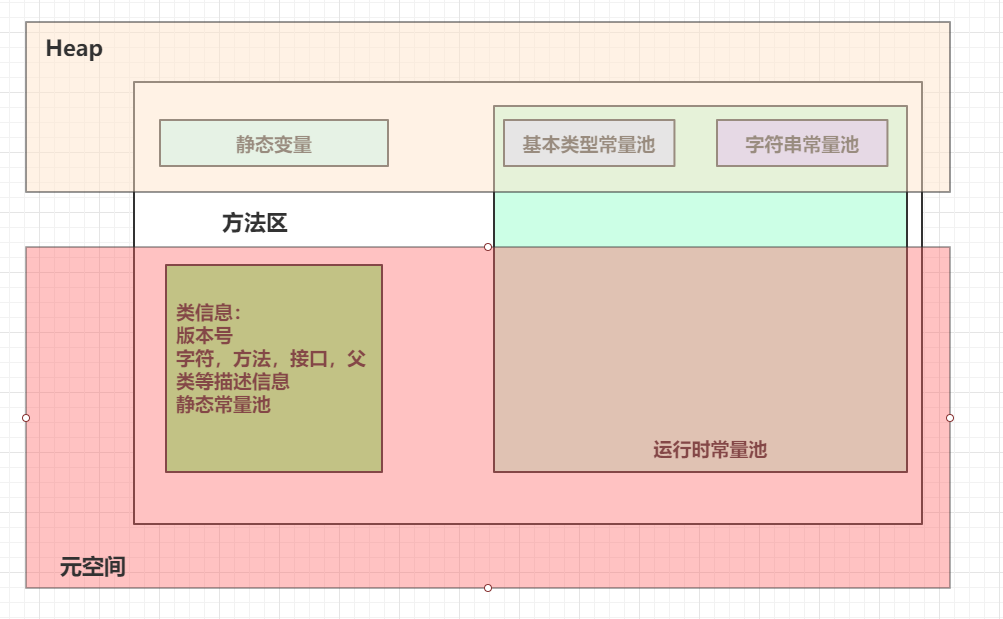 Heap
静态变量
基本类型常量池
字符串常量池
方法区
类信息：
版本号
字符，方法，接口，父
类等描述信息
静态常量池
运行时常量池
元空间